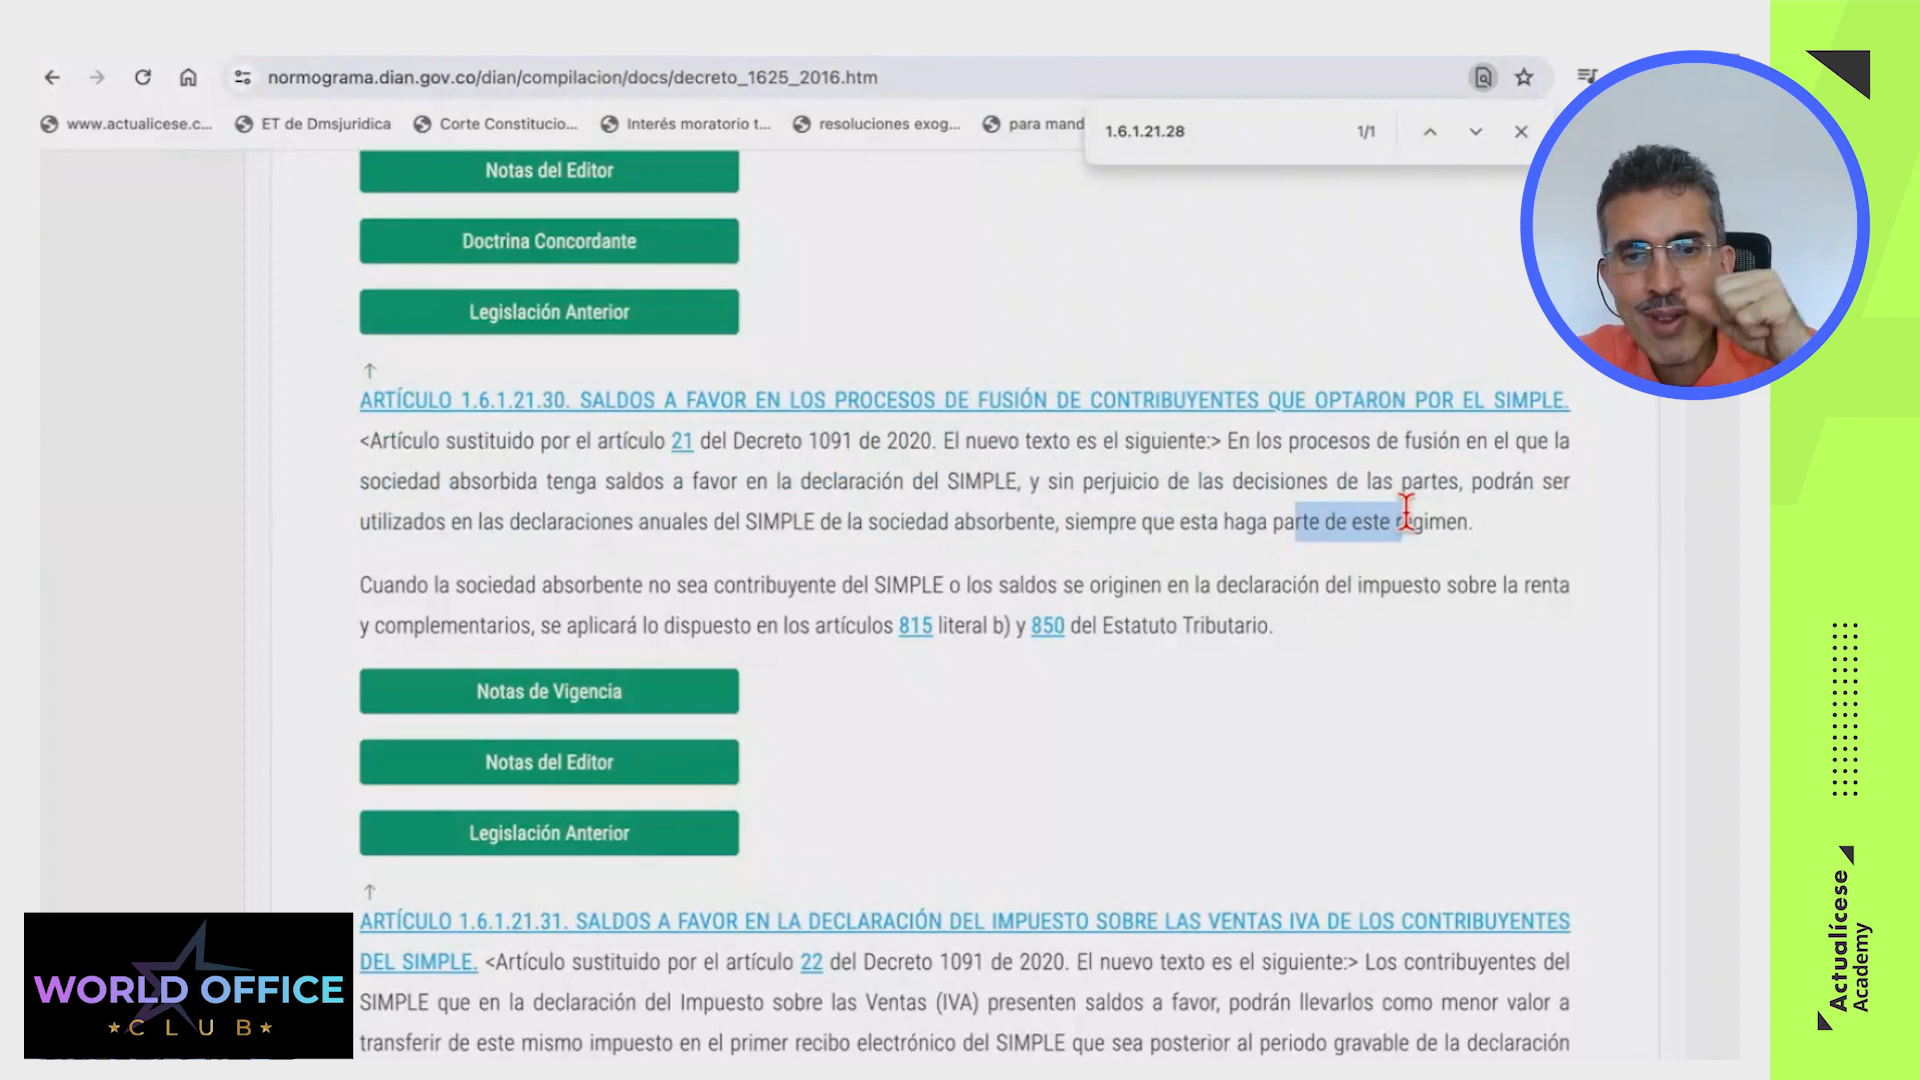 normograma.dian.gov.co/dian/compilacion/docs/decreto_1625_2016.htm
www.actualicese.c... ET de Dmsjuridica Corte Constitucio... Interés moratorio t... resoluciones exog... para mand
1.6.1.21.28 1/1
Notas del Editor
Doctrina Concordante
Legislación Anterior
ARTÍCULO 1.6.1.21.30. SALDOS A FAVOR EN LOS PROCESOS DE FUSIÓN DE CONTRIBUYENTES QUE OPTARON POR EL SIMPLE.
<Artículo sustituido por el artículo 21 del Decreto 1091 de 2020. El nuevo texto es el siguiente:> En los procesos de fusión en el que la
sociedad absorbida tenga saldos a favor en la declaración del SIMPLE, y sin perjuicio de las decisiones de las partes, podrán ser
utilizados en las declaraciones anuales del SIMPLE de la sociedad absorbente, siempre que esta haga parte de este régimen.
Cuando la sociedad absorbente no sea contribuyente del SIMPLE o los saldos se originen en la declaración del impuesto sobre la renta
y complementarios, se aplicará lo dispuesto en los artículos 815 literal b) y 850 del Estatuto Tributario.
Notas de Vigencia
Notas del Editor
Legislación Anterior
ARTÍCULO 1.6.1.21.31. SALDOS A FAVOR EN LA DECLARACIÓN DEL IMPUESTO SOBRE LAS VENTAS IVA DE LOS CONTRIBUYENTES
DEL SIMPLE. <Artículo sustituido por el artículo 22 del Decreto 1091 de 2020. El nuevo texto es el siguiente:> Los contribuyentes del
SIMPLE que en la declaración del Impuesto sobre las Ventas (IVA) presenten saldos a favor, podrán llevarlos como menor valor a
transferir de este mismo impuesto en el primer recibo electrónico del SIMPLE que sea posterior al periodo gravable de la declaración
WORLD OFFICE
CLUB
Actualícese
Academy